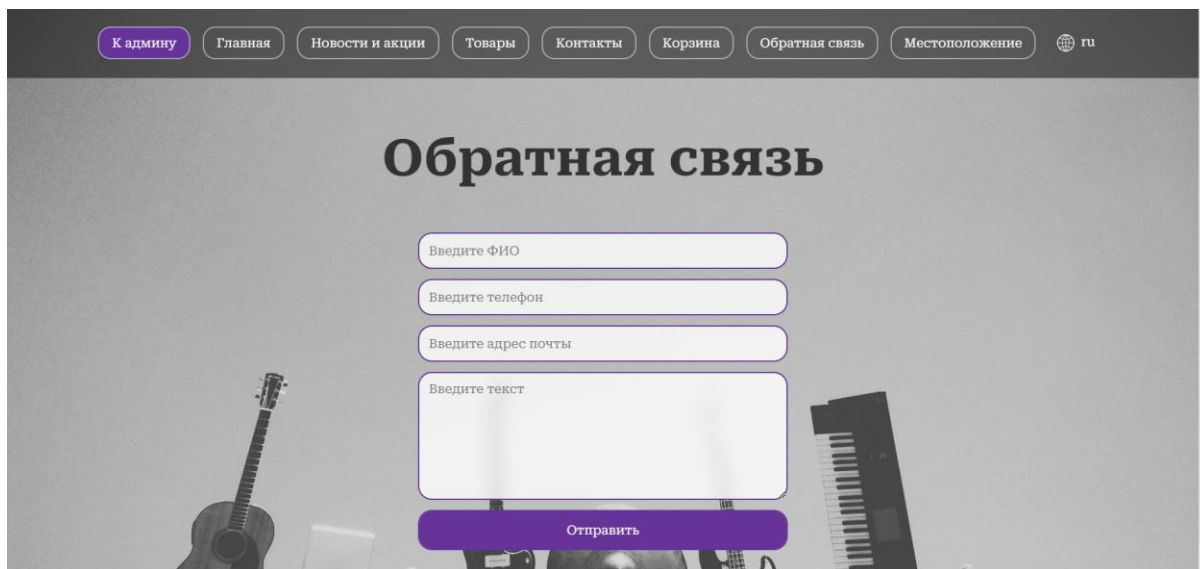 К админу Главная Новости и акции Товары Контакты Корзина Обратная связь Местоположение ru
Обратная связь
Введите ФИО
Введите телефон
Введите адрес почты
Введите текст
Отправить